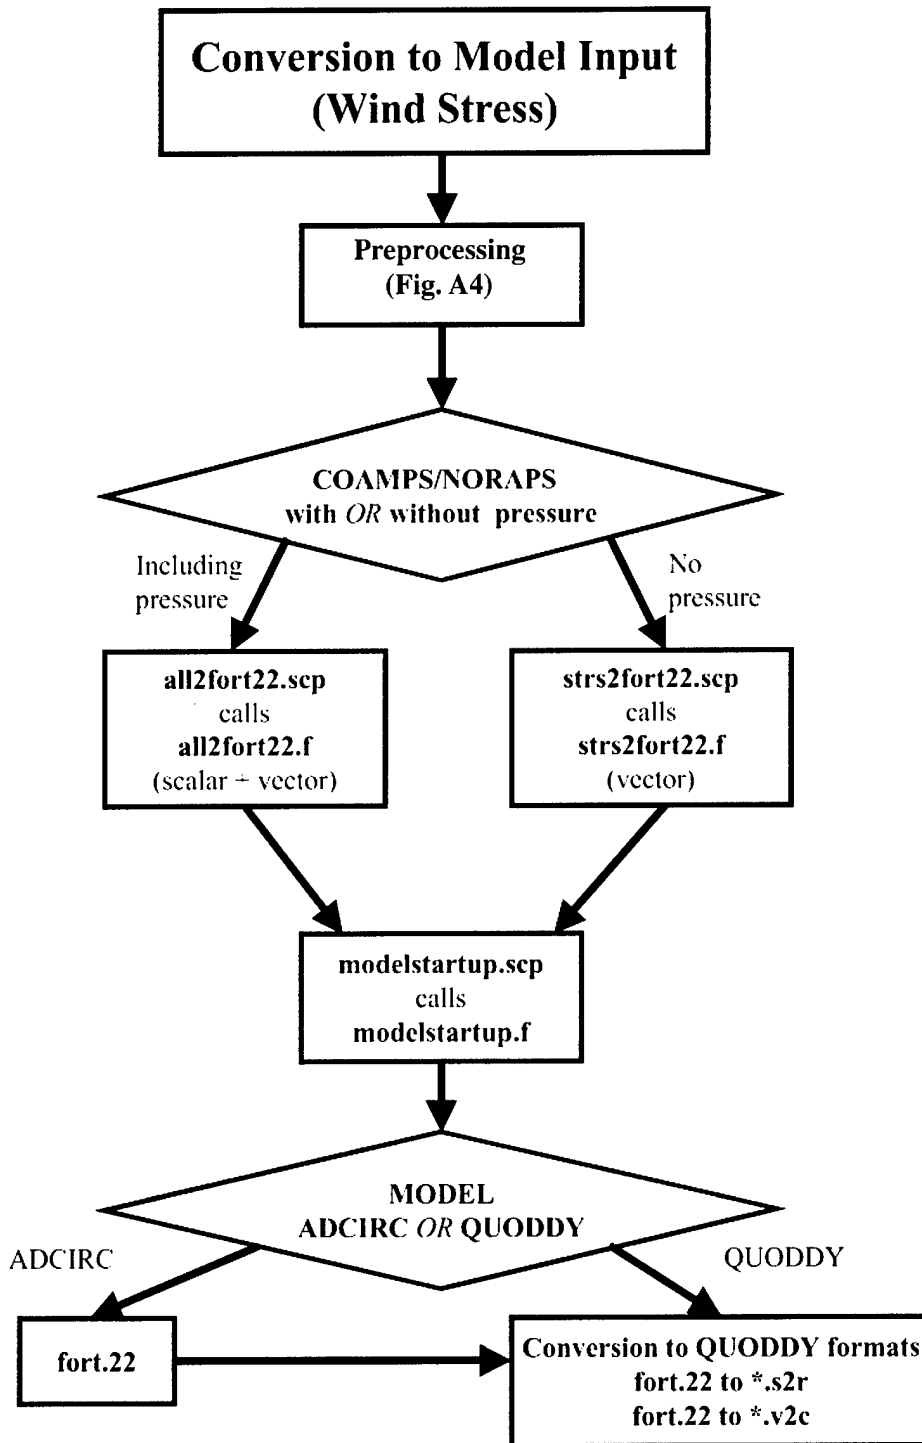 Conversion to Model Input
(Wind Stress)
Preprocessing
(Fig. A4)
COAMPS/NORAPS
with OR without pressure
Including
pressure
No
pressure
all2fort22.scp
calls
all2fort22.f
(scalar + vector)
strs2fort22.scp
calls
strs2fort22.f
(vector)
modelstartup.scp
calls
modelstartup.f
MODEL
ADCIRC OR QUODDY
ADCIRC
QUODDY
fort.22
Conversion to QUODDY formats
fort.22 to *.s2r
fort.22 to *.v2c